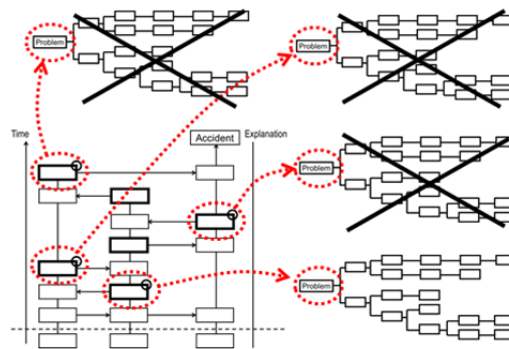 Problem
Problem
Time
Accident
Explanation
Problem
Problem